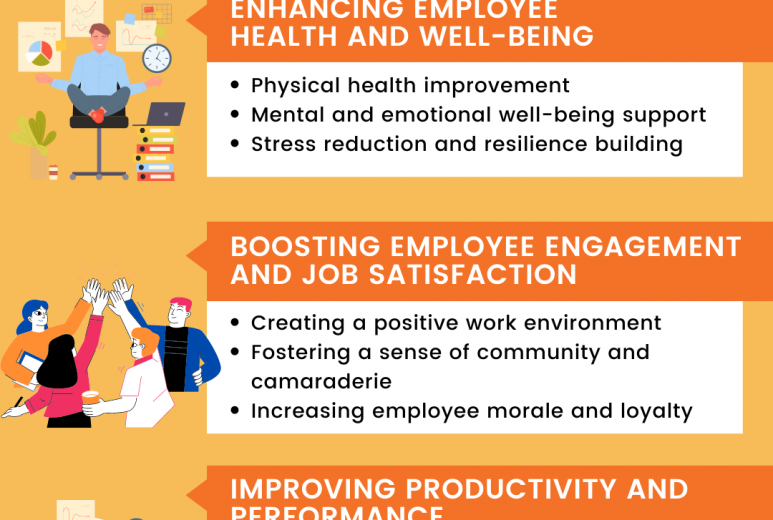 ENHANCING EMPLOYEE
HEALTH AND WELL-BEING
• Physical health improvement
• Mental and emotional well-being support
• Stress reduction and resilience building
BOOSTING EMPLOYEE ENGAGEMENT
AND JOB SATISFACTION
• Creating a positive work environment
• Fostering a sense of community and
camaraderie
• Increasing employee morale and loyalty
IMPROVING PRODUCTIVITY AND
PERFORMANCE